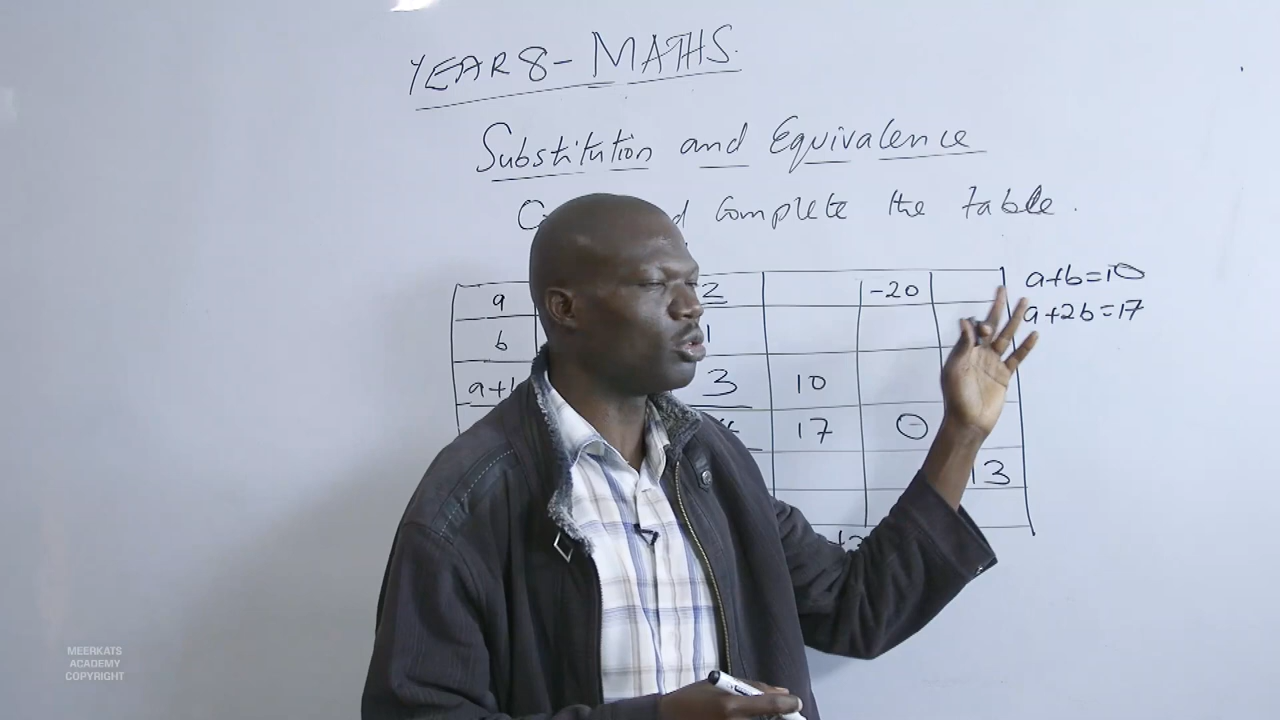 YEAR 8 - MATHS.
Substitution and Equivalence
complete the table.
a 2 -20
b 1
3 10
17 0
13
a+b=10
a+2b=17
MEERKATS
ACADEMY
COPYRIGHT